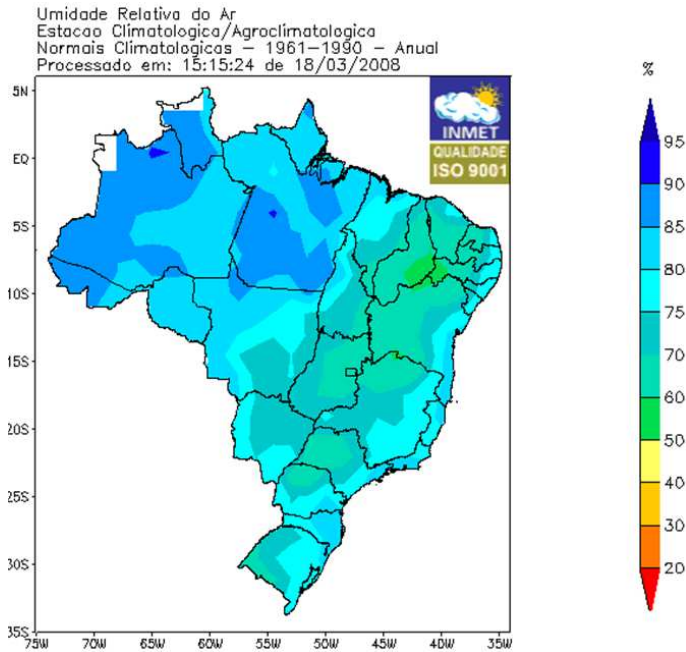 Umidade Relativa do Ar
Estacao Climatologica/Agroclimatologica
Normais Climatologicas – 1961–1990 – Anual
Processado em: 15:15:24 de 18/03/2008
%
INMET
QUALIDADE
ISO 9001
5N
EQ
5S
10S
15S
20S
25S
30S
35S
75W 70W 65W 60W 55W 50W 45W 40W 35W
95
90
85
80
75
70
60
50
40
30
20